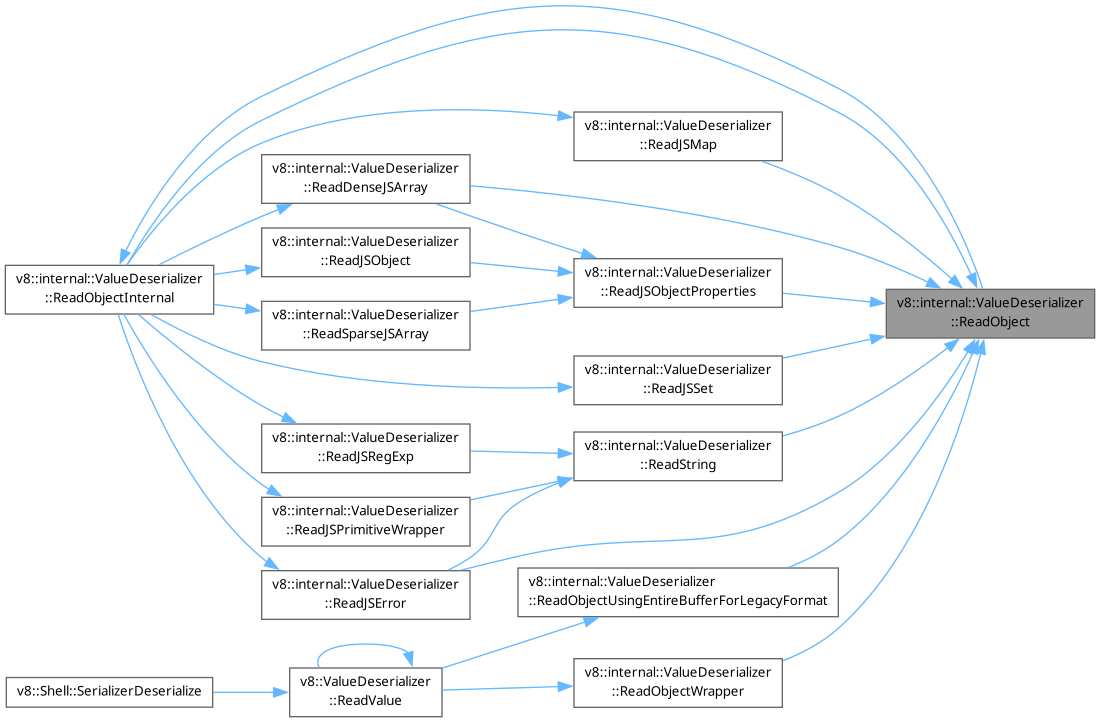 v8::internal::ValueDeserializer
::ReadJSMap
v8::internal::ValueDeserializer
::ReadDenseJSArray
v8::internal::ValueDeserializer
::ReadJSObject
v8::internal::ValueDeserializer
::ReadJSObjectProperties
v8::internal::ValueDeserializer
::ReadObjectInternal
v8::internal::ValueDeserializer
::ReadObject
v8::internal::ValueDeserializer
::ReadSparseJSArray
v8::internal::ValueDeserializer
::ReadJSSet
v8::internal::ValueDeserializer
::ReadJSRegExp
v8::internal::ValueDeserializer
::ReadString
v8::internal::ValueDeserializer
::ReadJSPrimitiveWrapper
v8::internal::ValueDeserializer
::ReadJSError
v8::internal::ValueDeserializer
::ReadObjectUsingEntireBufferForLegacyFormat
v8::Shell::SerializerDeserialize
v8::ValueDeserializer
::ReadValue
v8::internal::ValueDeserializer
::ReadObjectWrapper